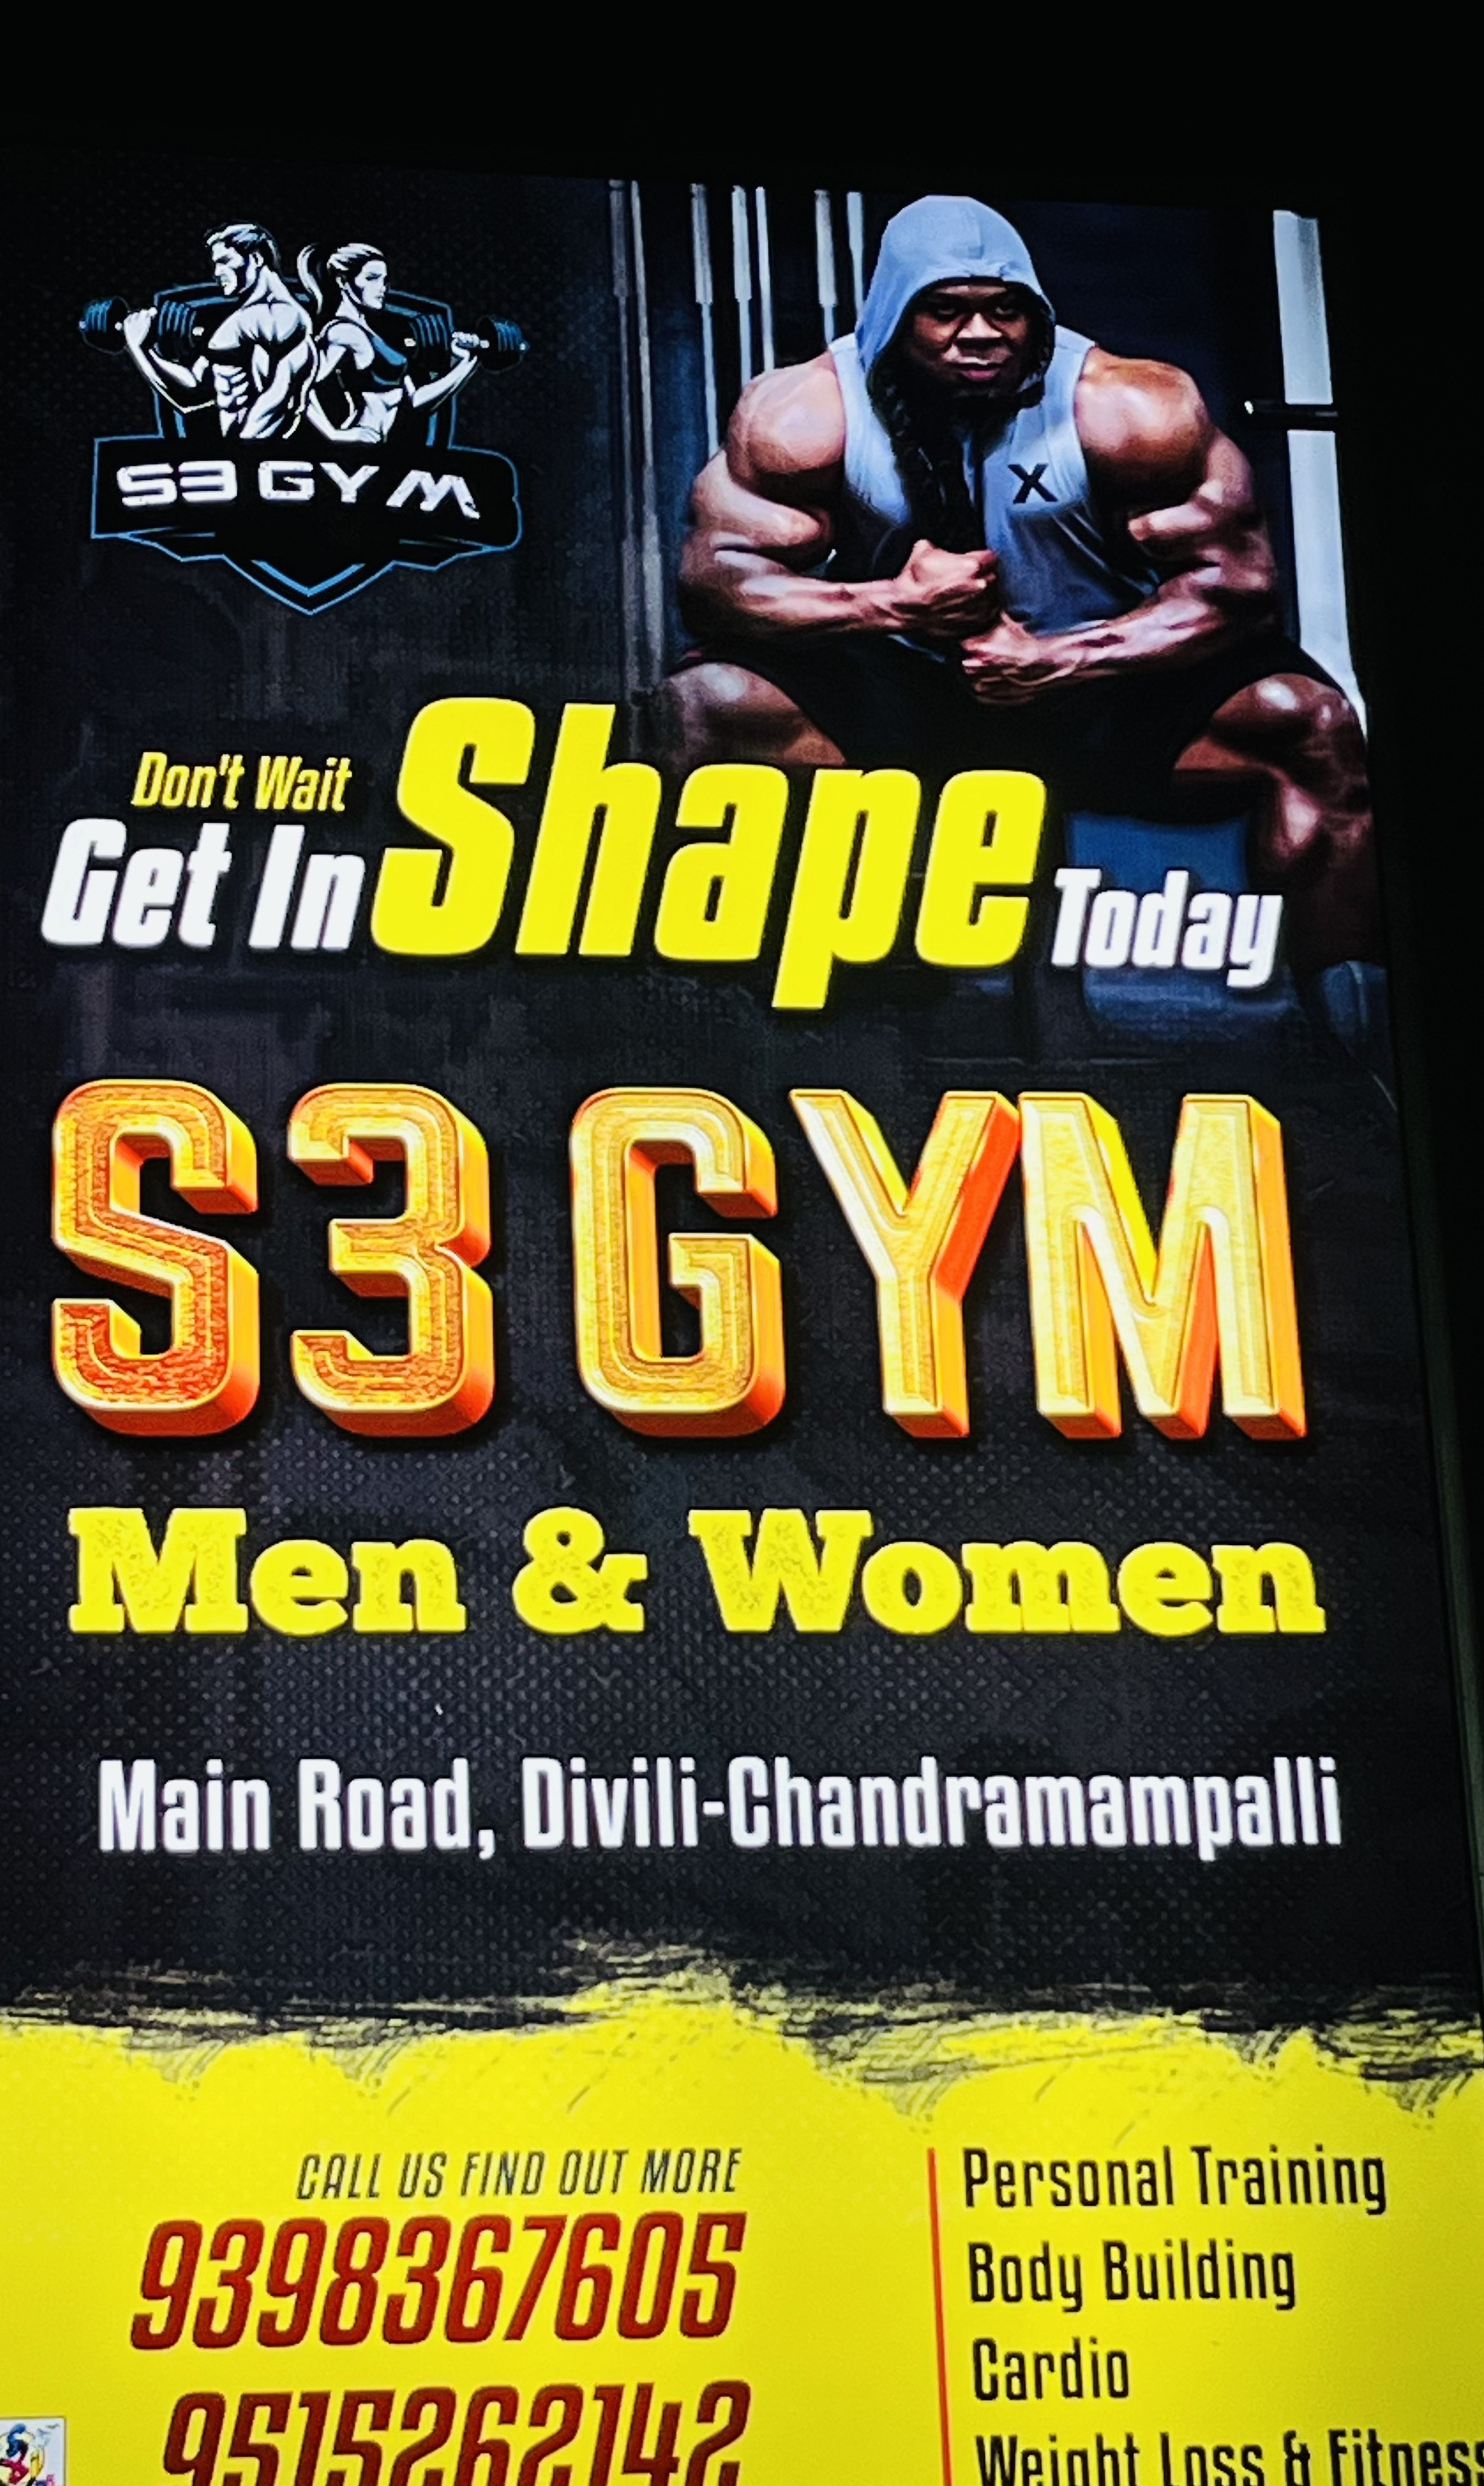 S3 GYM
X
Don't Wait
Get In Shape Today
S3 GYM
Men & Women
Main Road, Divili-Chandramampalli
CALL US FIND OUT MORE
9398367605
9515262142
Personal Training
Body Building
Cardio
Weight Loss & Fitness